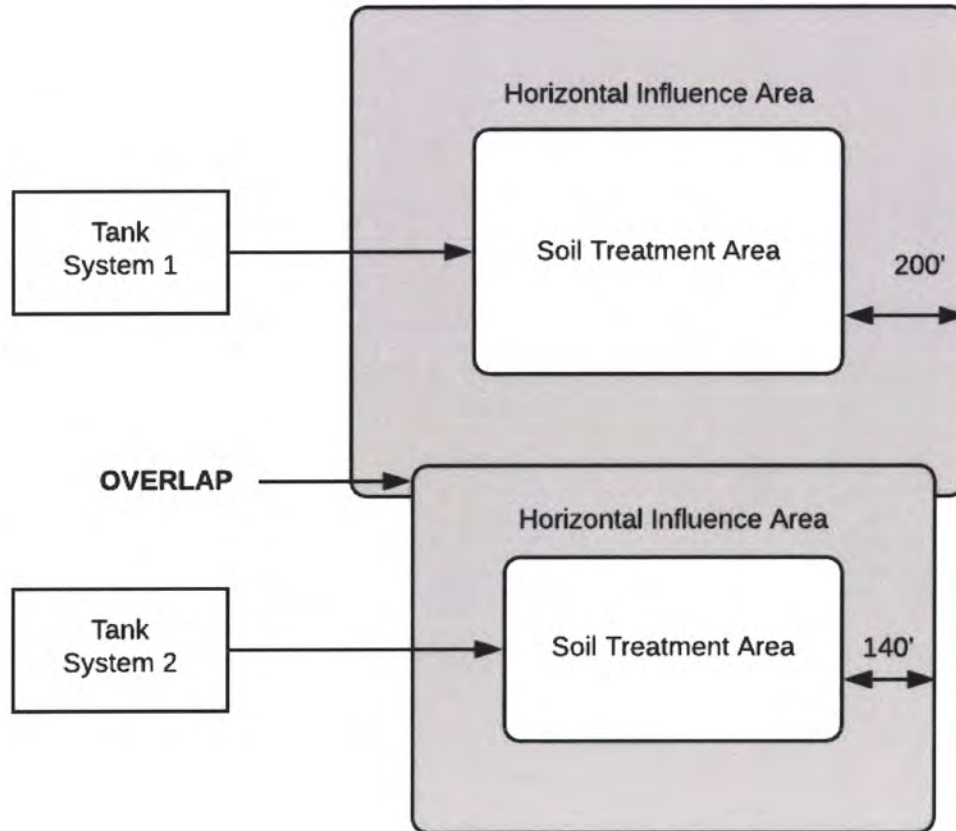 Horizontal Influence Area
Tank
System 1
Soil Treatment Area
200'
OVERLAP
Horizontal Influence Area
Tank
System 2
Soil Treatment Area
140'